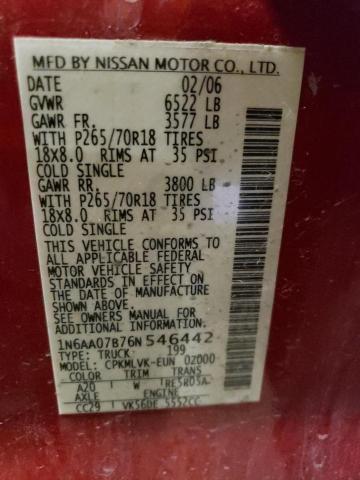 MFD BY NISSAN MOTOR CO., LTD.
DATE 02/06
GVWR 6522 LB
GAWR FR. 3577 LB
WITH P265/70R18 TIRES
18X8.0 RIMS AT 35 PSI
COLD SINGLE
GAWR RR. 3800 LB
WITH P265/70R18 TIRES
18X8.0 RIMS AT 35 PSI
COLD SINGLE
THIS VEHICLE CONFORMS TO
ALL APPLICABLE FEDERAL
MOTOR VEHICLE SAFETY
STANDARDS IN EFFECT ON
THE DATE OF MANUFACTURE
SHOWN ABOVE.
SEE OWNERS MANUAL FOR
ADDITIONAL INFORMATION
1N6AA07B76N546442
TYPE: TRUCK 199
MODEL: CPKMLVK-EUN 0Z000
COLOR TRIM TRANS
A20 W RE5R05A
AXLE ENGINE
CC29 VK56DE 5552CC